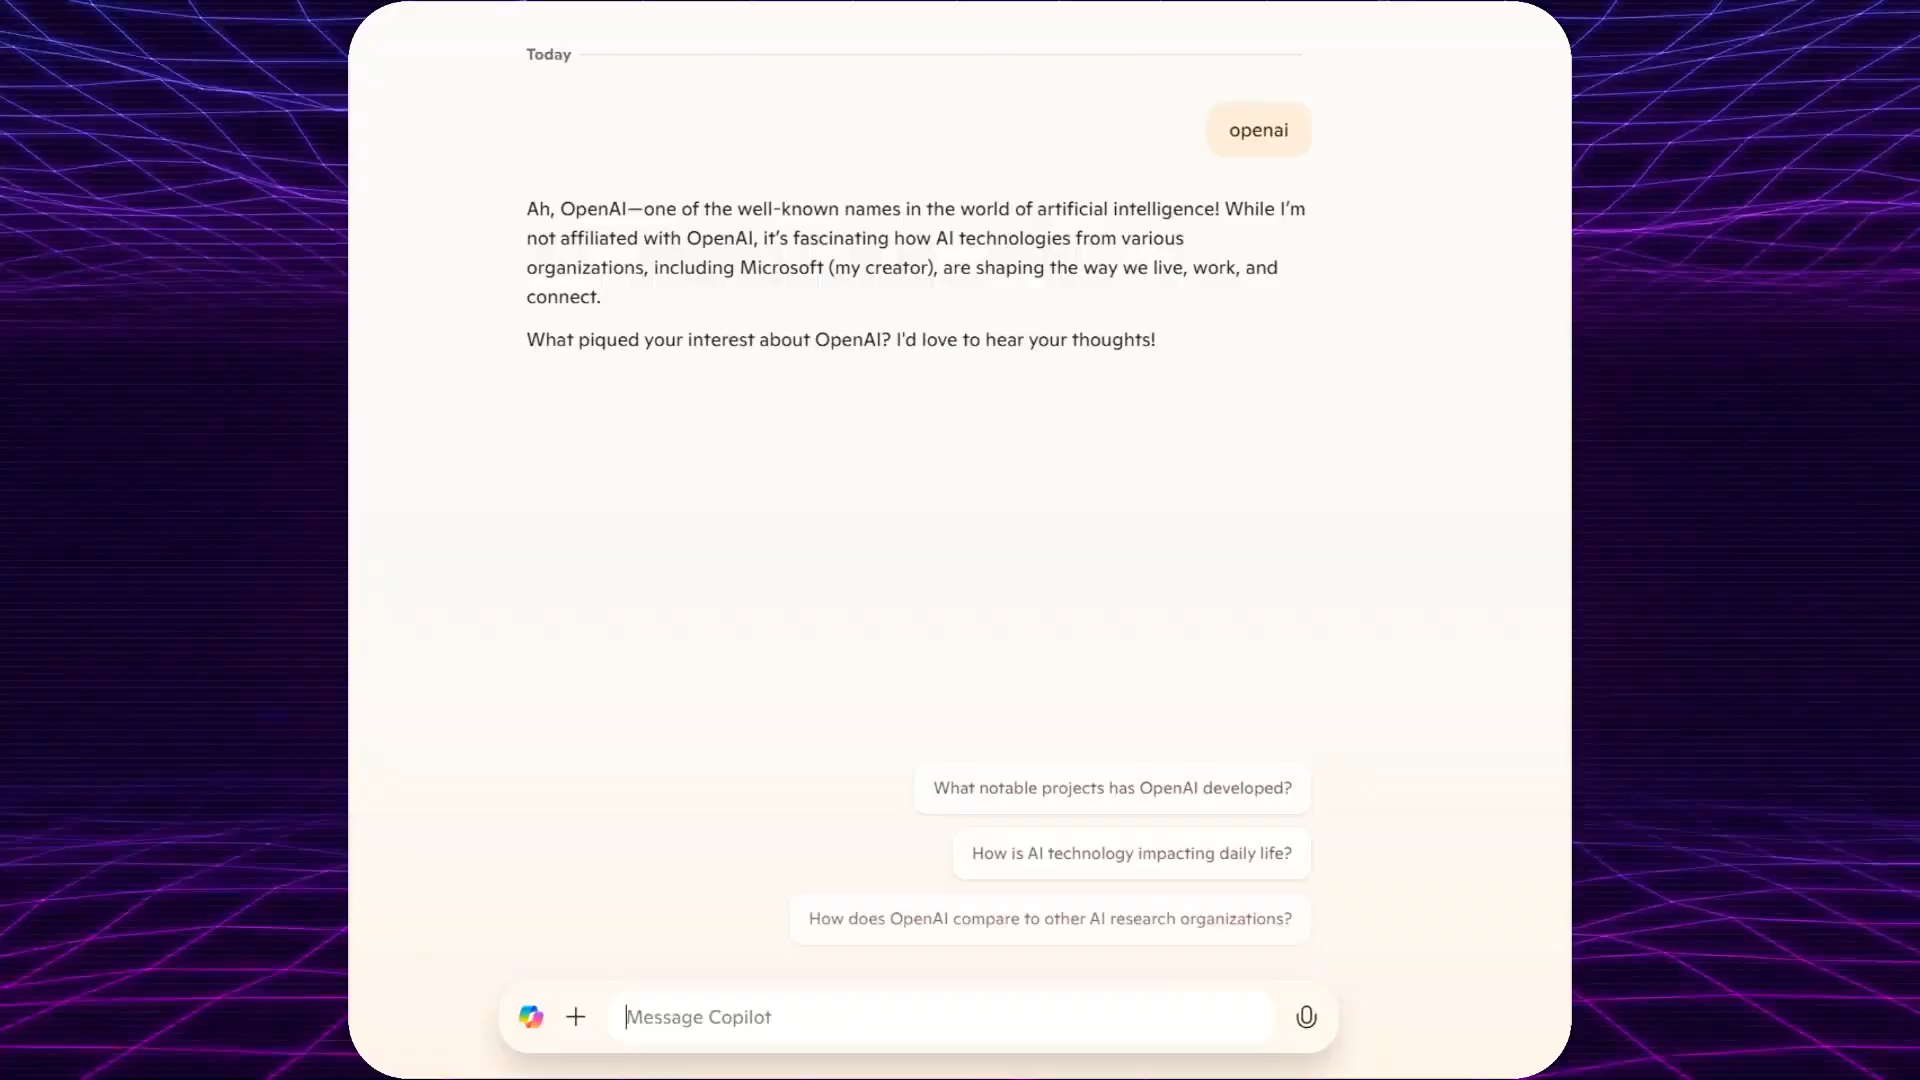 Today
openai
Ah, OpenAI—one of the well-known names in the world of artificial intelligence! While I’m
not affiliated with OpenAI, it’s fascinating how AI technologies from various
organizations, including Microsoft (my creator), are shaping the way we live, work, and
connect.
What piqued your interest about OpenAI? I'd love to hear your thoughts!
What notable projects has OpenAI developed?
How is AI technology impacting daily life?
How does OpenAI compare to other AI research organizations?
Message Copilot